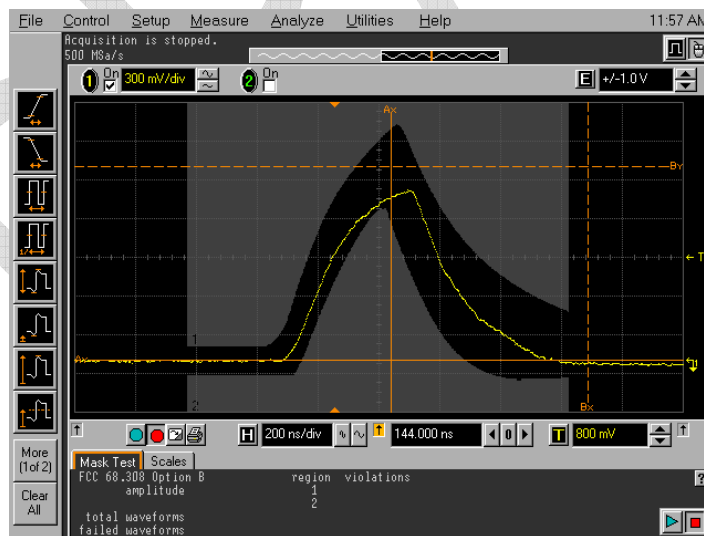 File Control Setup Measure Analyze Utilities Help 11:57 AM
Acquisition is stopped.
500 MSa/s
1 On 300 mV/div 2 On E +/-1.0 V
Ax
By
T
1
Ax
2
Bx
More
(1of 2)
Clear
All
H 200 ns/div 144.000 ns 0 T 800 mV
Mask Test Scales
FCC 68.308 Option B region violations
amplitude 1
2
total waveforms
failed waveforms
?